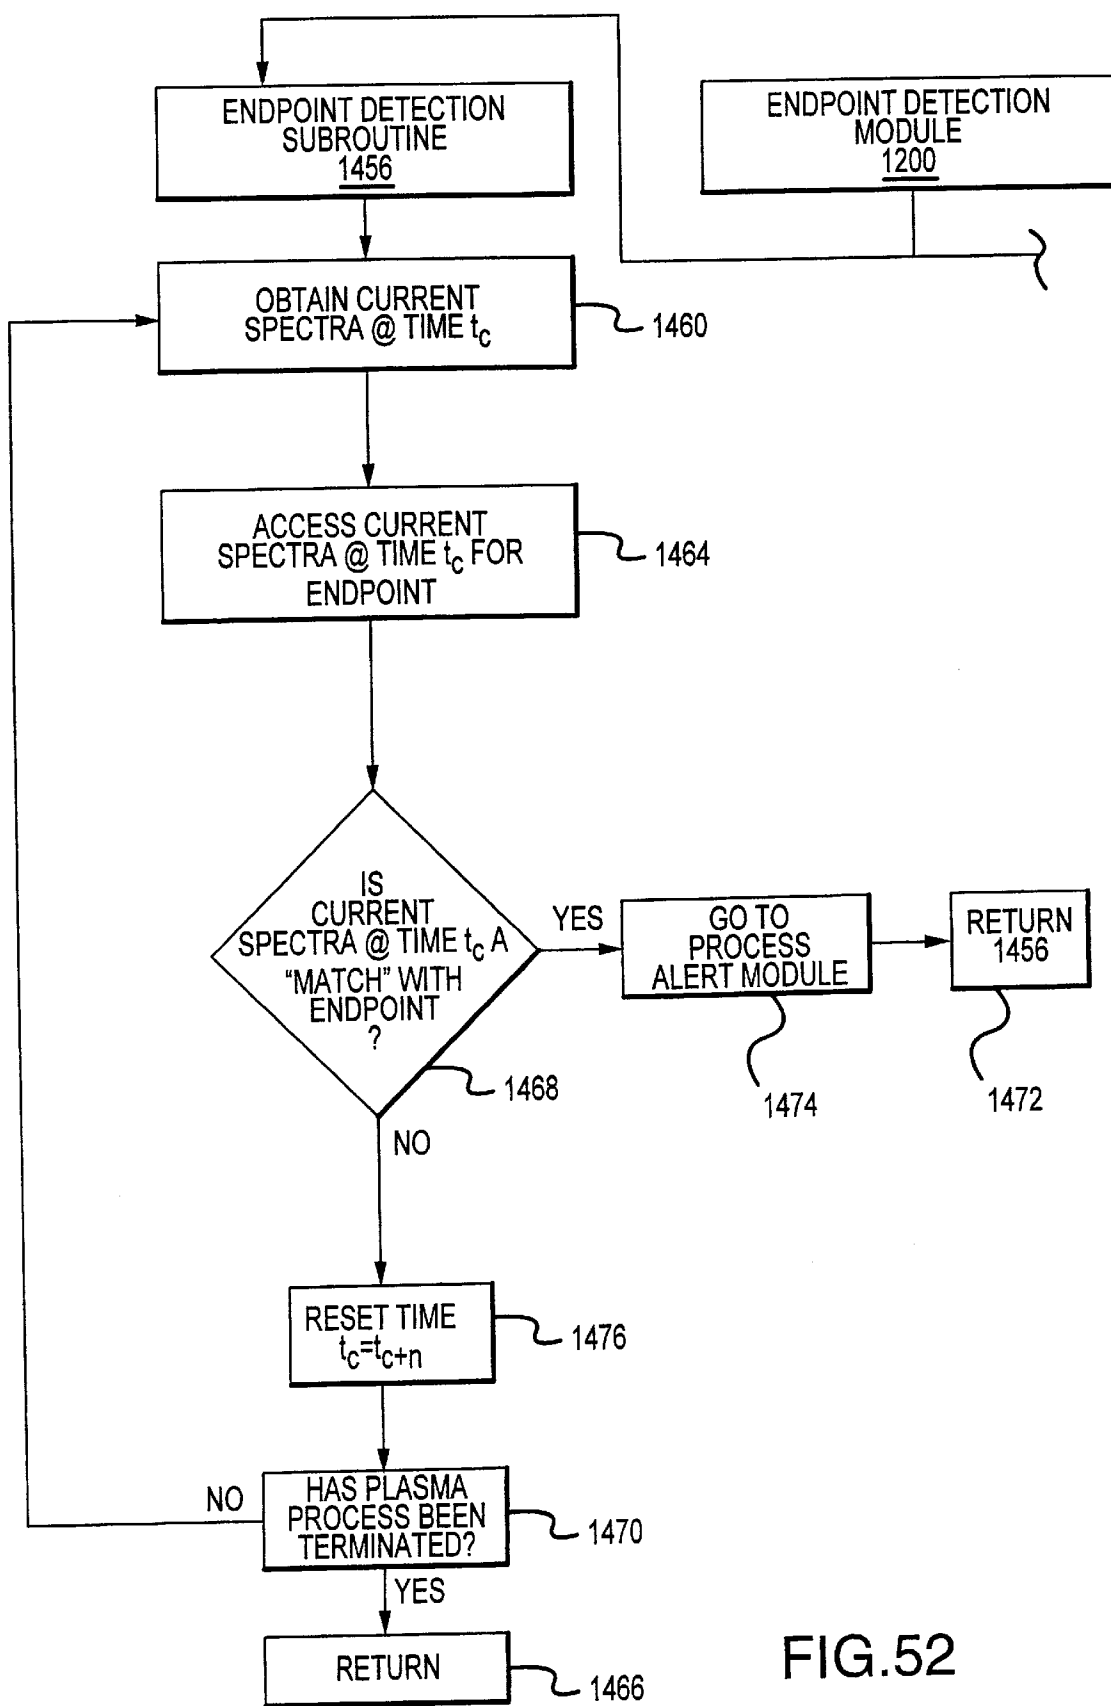 ENDPOINT DETECTION
SUBROUTINE
1456
ENDPOINT DETECTION
MODULE
1200
OBTAIN CURRENT
SPECTRA @ TIME tc
1460
ACCESS CURRENT
SPECTRA @ TIME tc FOR
ENDPOINT
1464
IS
CURRENT
SPECTRA @ TIME tc A
“MATCH” WITH
ENDPOINT
?
1468
YES
GO TO
PROCESS
ALERT MODULE
1474
RETURN
1456
1472
NO
RESET TIME
tc=tc+n
1476
NO
HAS PLASMA
PROCESS BEEN
TERMINATED?
1470
YES
RETURN
1466
FIG.52